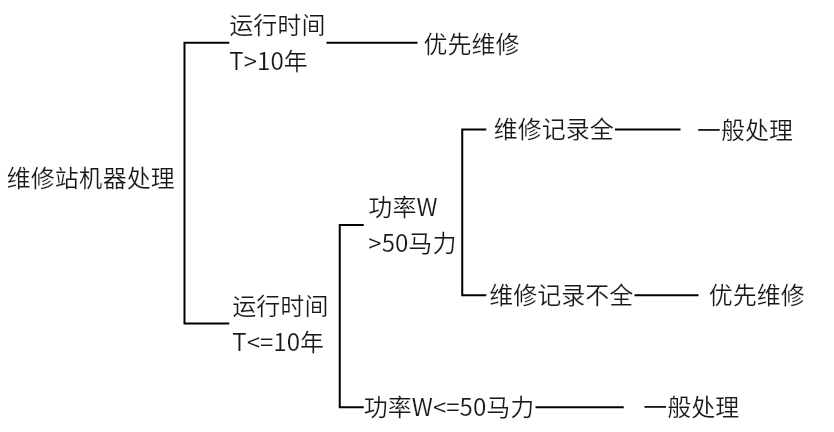 运行时间
T>10年
优先维修
维修记录全
一般处理
维修站机器处理
功率W
>50马力
运行时间
T<=10年
维修记录不全
优先维修
功率W<=50马力
一般处理